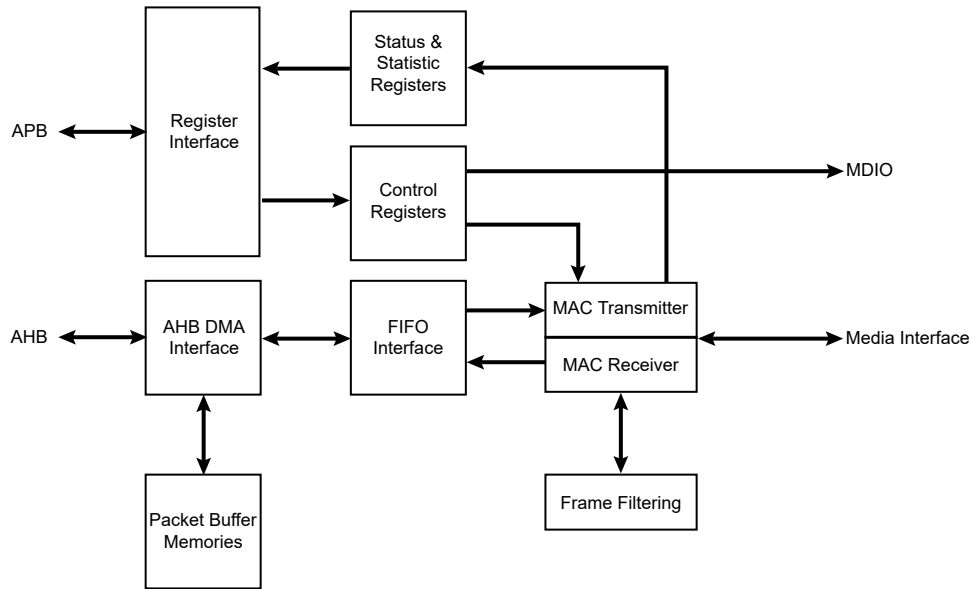 Status &
Statistic
Registers
APB
Register
Interface
Control
Registers
MDIO
AHB
AHB DMA
Interface
FIFO
Interface
MAC Transmitter
MAC Receiver
Media Interface
Packet Buffer
Memories
Frame Filtering